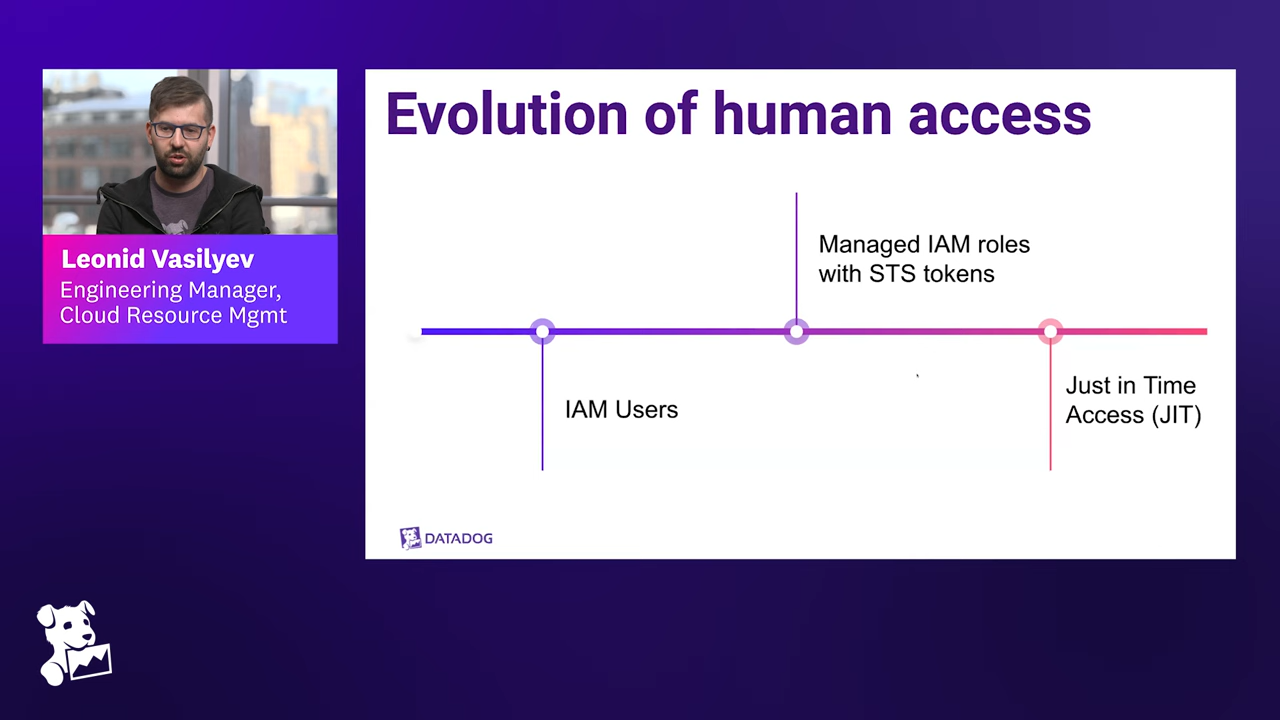 Evolution of human access
Leonid Vasilyev
Engineering Manager,
Cloud Resource Mgmt
Managed IAM roles
with STS tokens
IAM Users
Just in Time
Access (JIT)
DATADOG